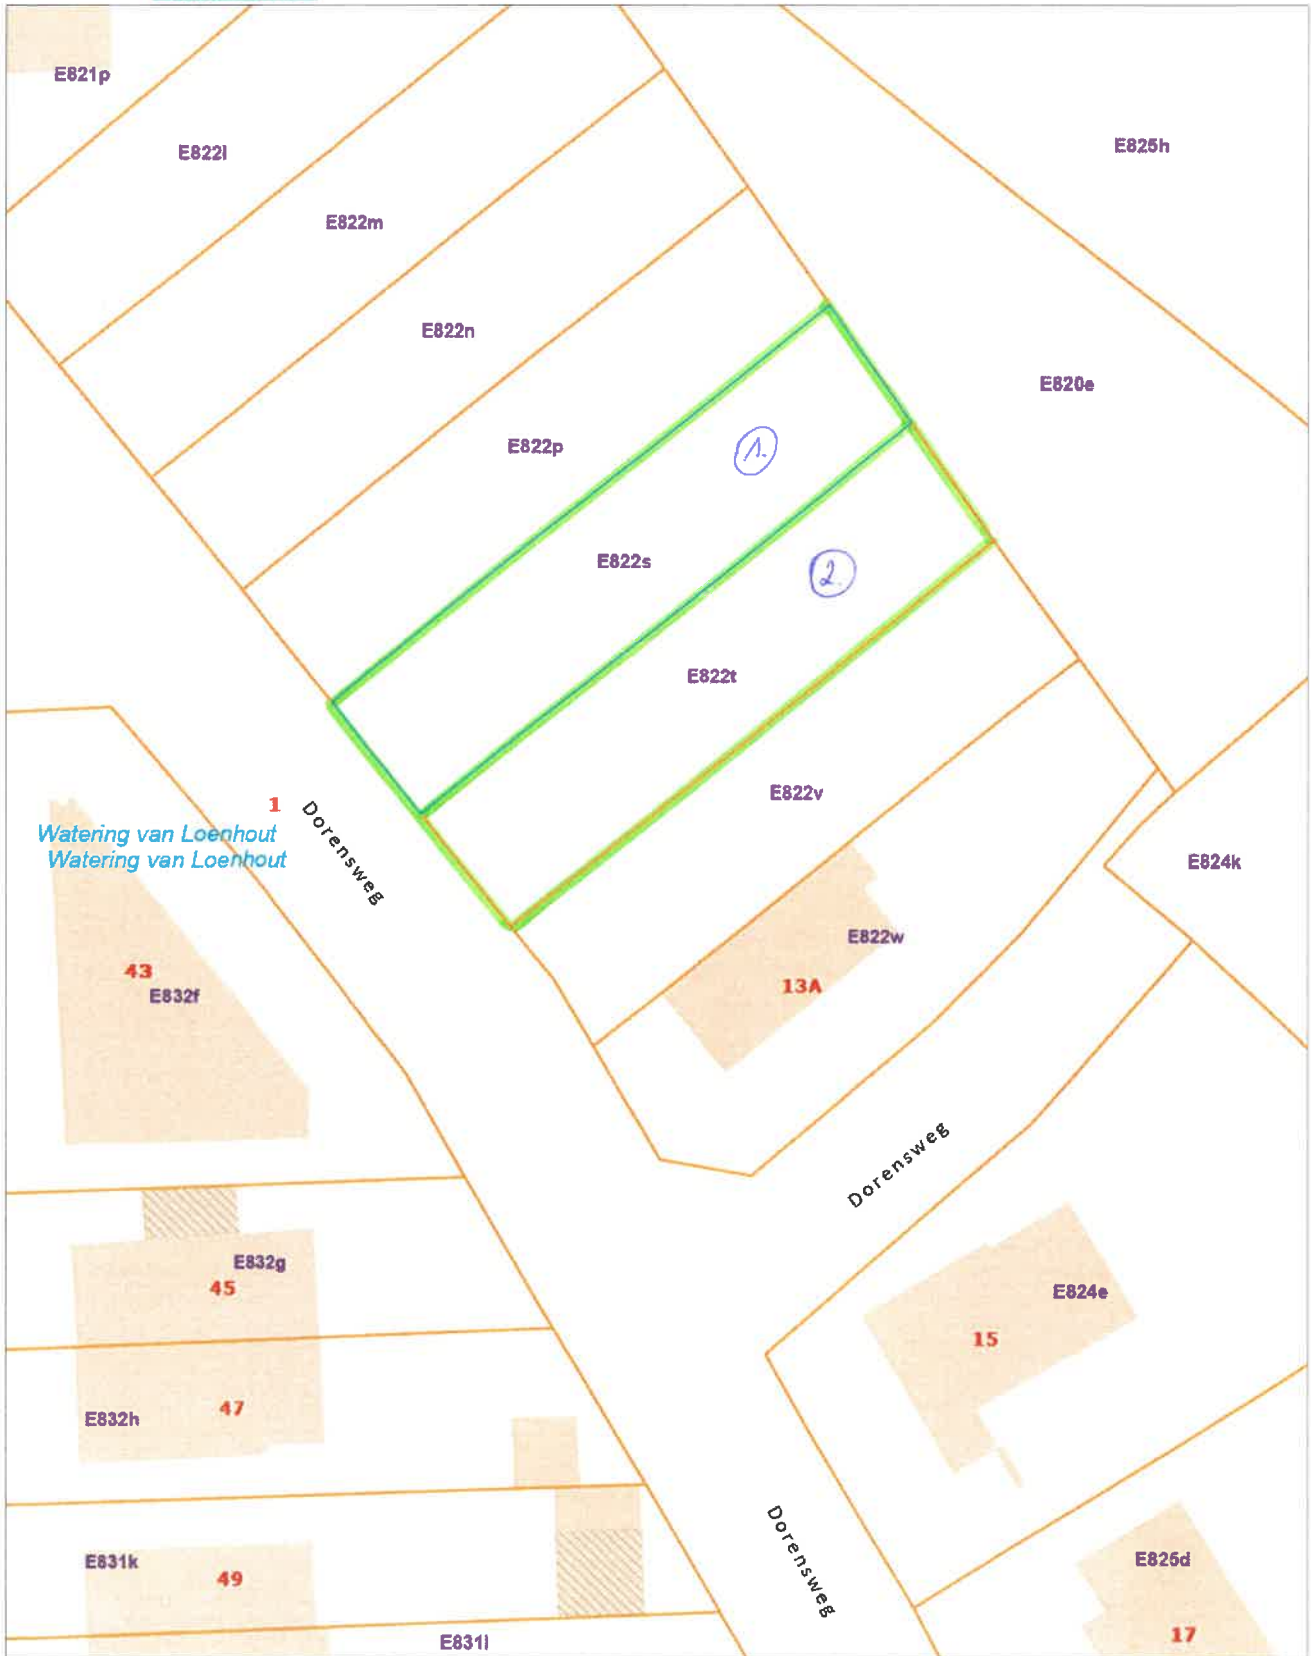 E821p
E825h
E822l
E822m
E822n
E820e
E822p
1.
E822s
2.
E822t
E822v
1
Dorensweg
Watering van Loenhout
Watering van Loenhout
E824k
E822w
43
13A
E832f
Dorensweg
E832g
45
E824e
15
47
E832h
Dorensweg
E831k
E825d
49
17
E831l